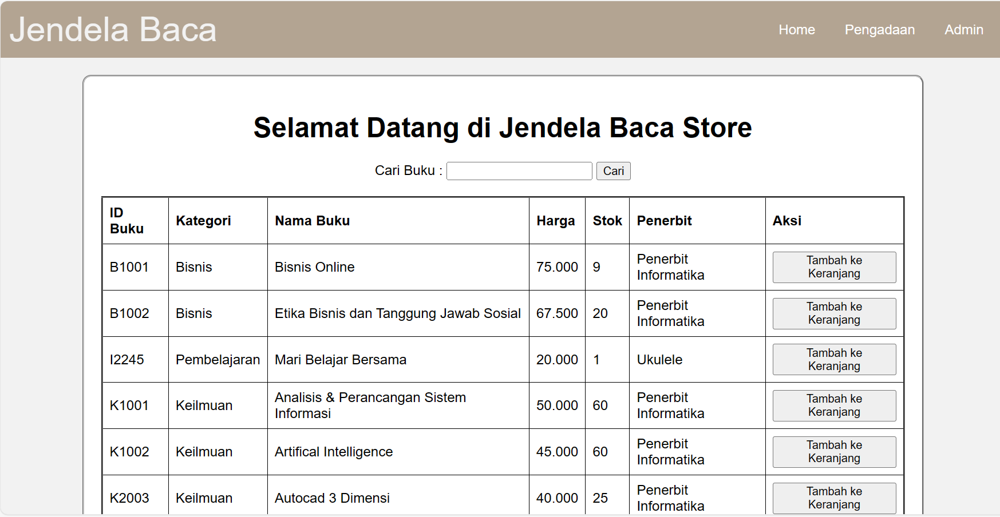 Jendela Baca
Home Pengadaan Admin
Selamat Datang di Jendela Baca Store
Cari Buku : Cari
ID Buku Kategori Nama Buku Harga Stok Penerbit Aksi
B1001 Bisnis Bisnis Online 75.000 9 Penerbit Informatika Tambah ke Keranjang
B1002 Bisnis Etika Bisnis dan Tanggung Jawab Sosial 67.500 20 Penerbit Informatika Tambah ke Keranjang
I2245 Pembelajaran Mari Belajar Bersama 20.000 1 Ukulele Tambah ke Keranjang
K1001 Keilmuan Analisis & Perancangan Sistem Informasi 50.000 60 Penerbit Informatika Tambah ke Keranjang
K1002 Keilmuan Artifical Intelligence 45.000 60 Penerbit Informatika Tambah ke Keranjang
K2003 Keilmuan Autocad 3 Dimensi 40.000 25 Penerbit Informatika Tambah ke Keranjang